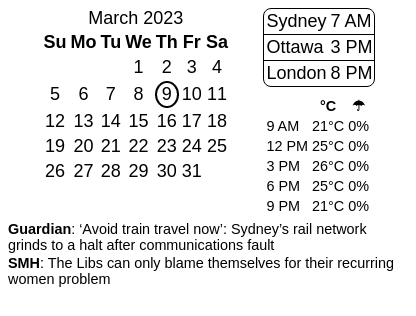 March 2023
Su Mo Tu We Th Fr Sa
1 2 3 4
5 6 7 8 9 10 11
12 13 14 15 16 17 18
19 20 21 22 23 24 25
26 27 28 29 30 31
Sydney 7 AM
Ottawa 3 PM
London 8 PM
°C ☂
9 AM 21°C 0%
12 PM 25°C 0%
3 PM 26°C 0%
6 PM 25°C 0%
9 PM 21°C 0%
Guardian: ‘Avoid train travel now’: Sydney’s rail network
grinds to a halt after communications fault
SMH: The Libs can only blame themselves for their recurring
women problem